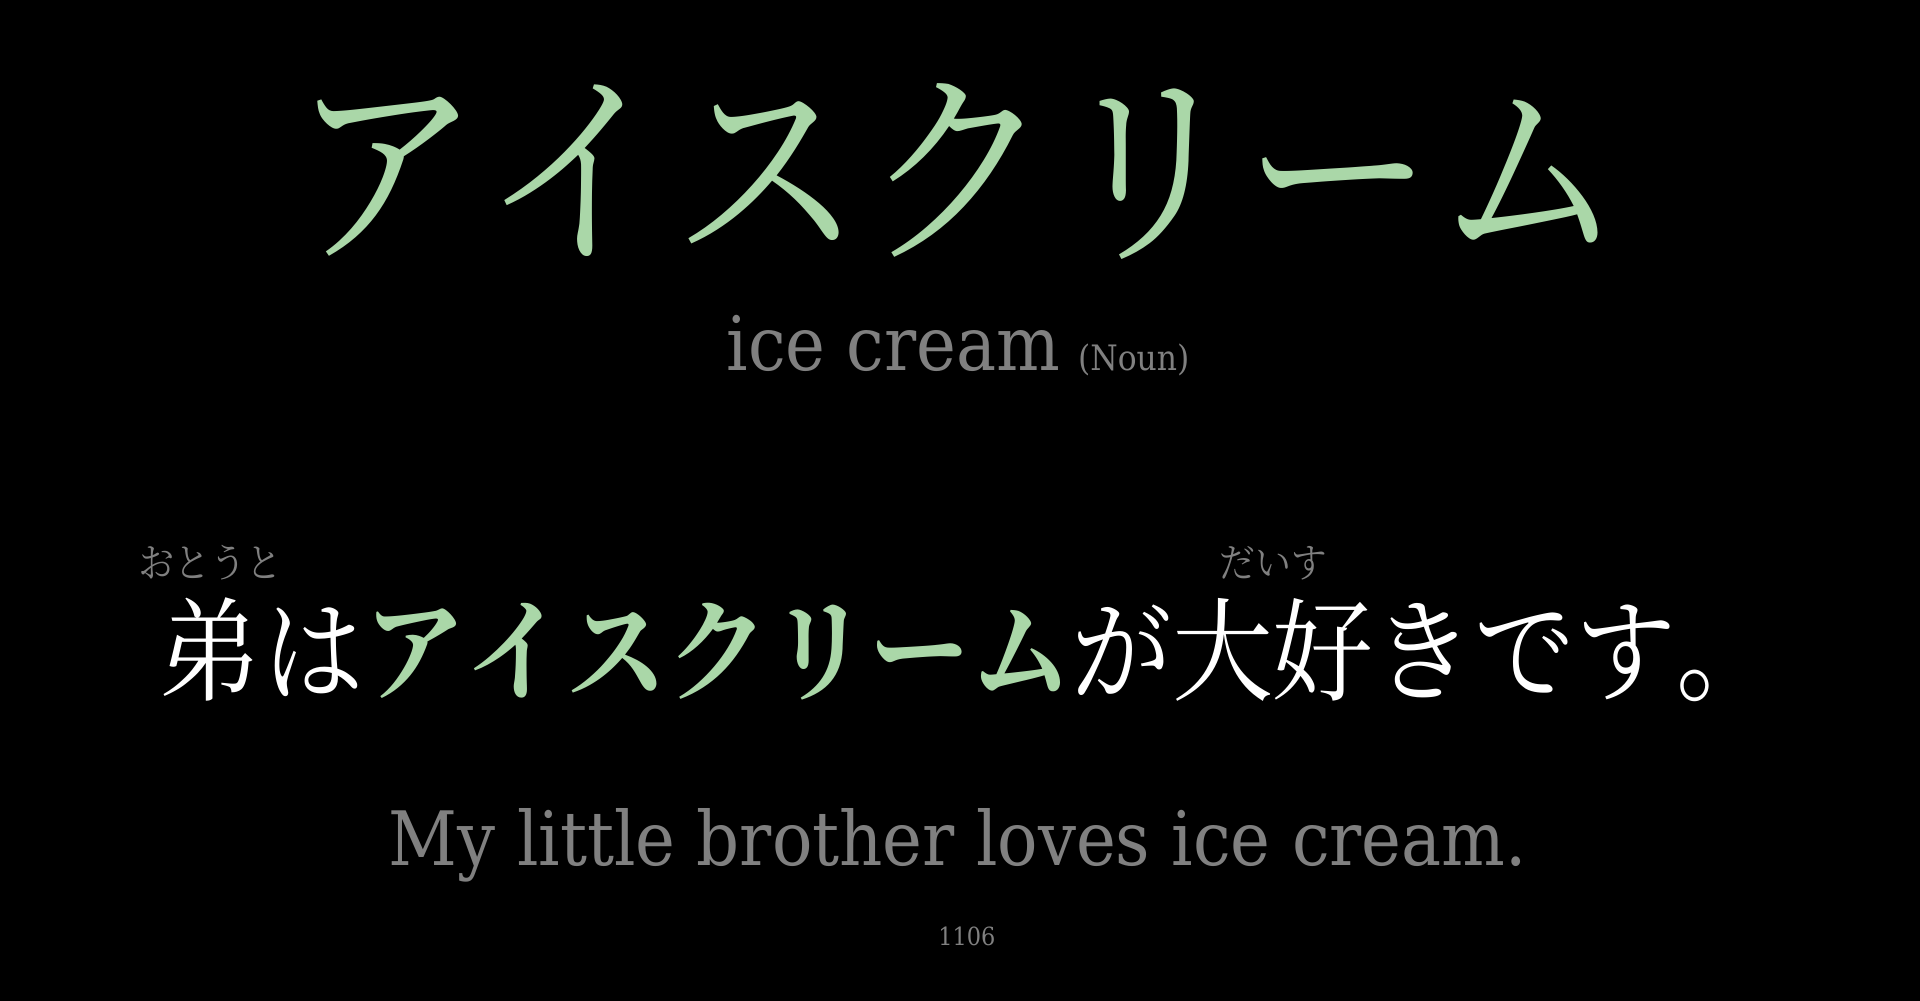 アイスクリーム
ice cream (Noun)
おとうと だいす
弟はアイスクリームが大好きです。
My little brother loves ice cream.
1106